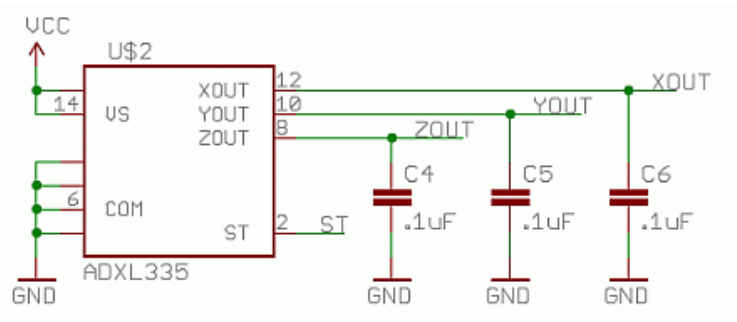 VCC
U$2
XOUT 12 XOUT
14 VS YOUT 10 YOUT
ZOUT 8 ZOUT
C4 C5 C6
6 COM
.1uF .1uF .1uF
ST 2 ST
ADXL335
GND GND GND GND